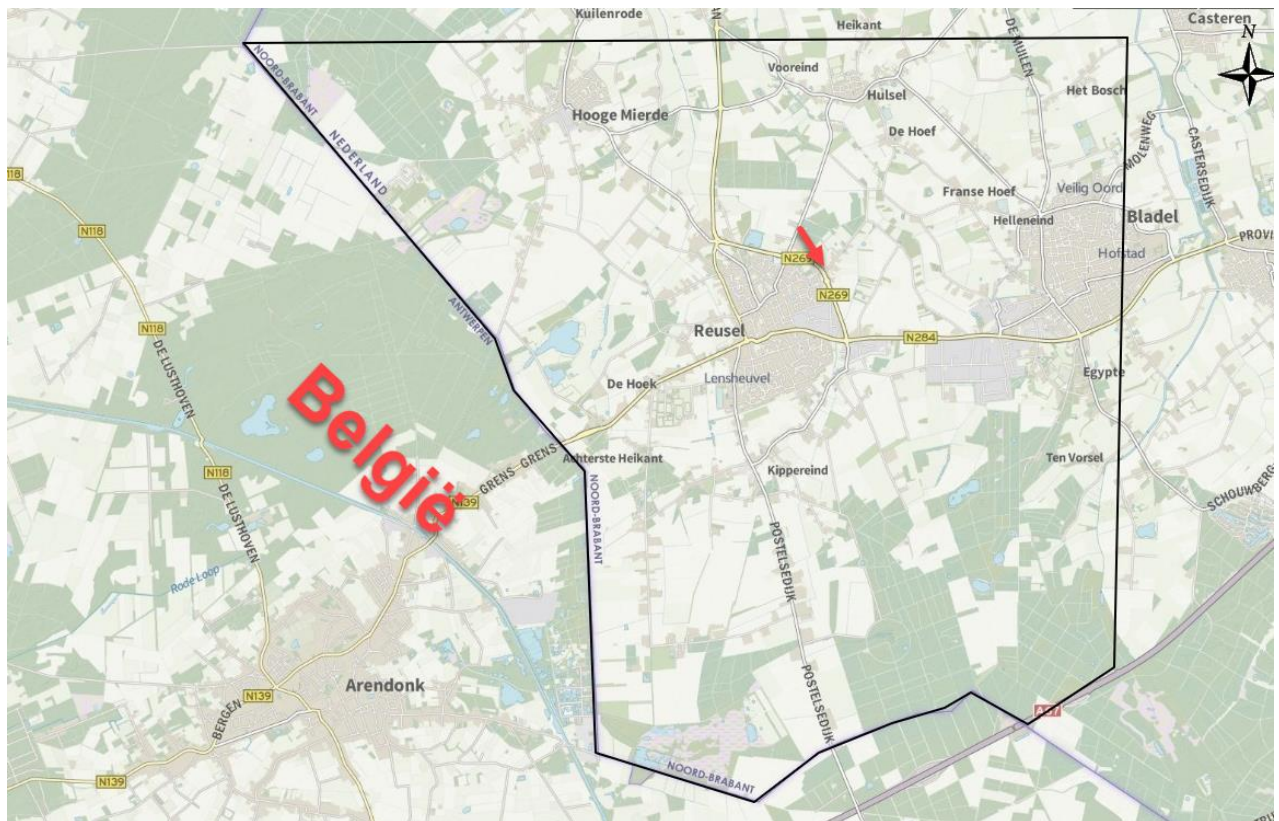 Kuilenrode
Heikant
Casteren
N
DE MUILEN
Vooreind
NOORD-BRABANT
Hulsel
Het Bosch
Hooge Mierde
De Hoef
MOLENWEG
NEDERLAND
CASTERSEDIJK
118
Franse Hoef
Veilig Oord
Helleneind
Bladel
N118
PROVI
Hofstad
N269
N269
ANTWERPEN
N118
Reusel
N284
DE LUSTHOVEN
Lensheuvel
De Hoek
Egypte
België
GRENS
GRENS
Achterste Heikant
Ten Vorsel
Kippereind
N118
N139
SCHOUWBERG
DE LUSTHOVEN
NOORD-BRABANT
POSTELSEDIJK
Rode Loop
Arendonk
POSTELSEDIJK
N139
BERGEN
A67
NOORD-BRABANT
N139